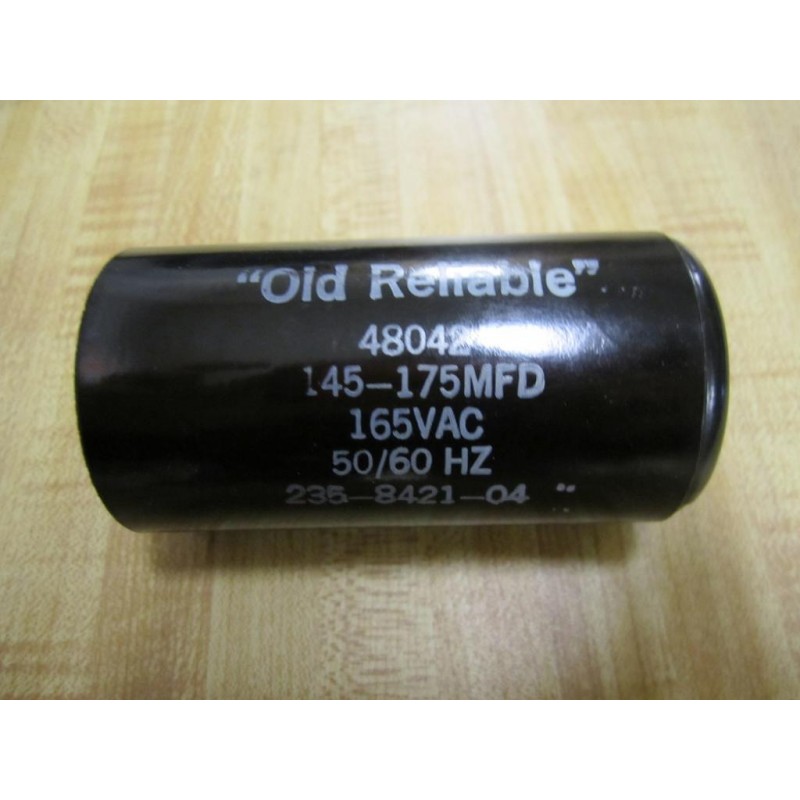 "Old Reliable"
48042
145-175MFD
165VAC
50/60 HZ
235-8421-04